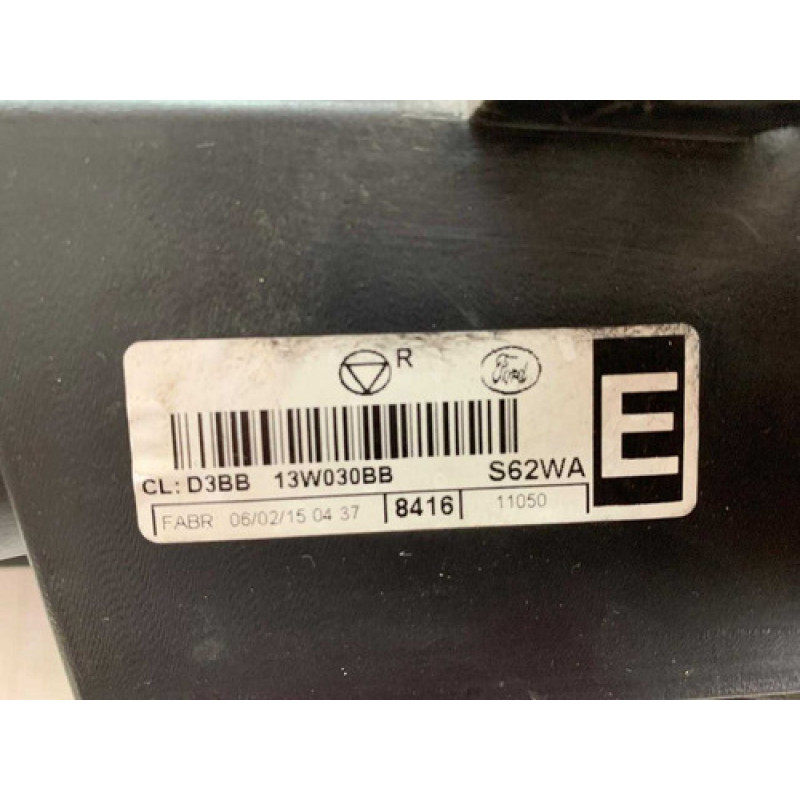 R Ford
E
CL: D3BB 13W030BB S62WA
FABR 06/02/15 04 37 8416 11050